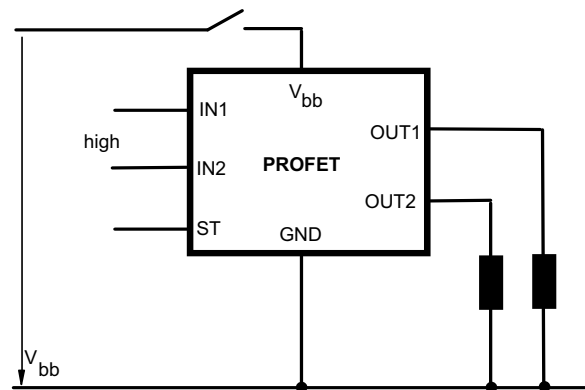 V bb
IN1
OUT1
high
PROFET
IN2
OUT2
ST
GND
V bb